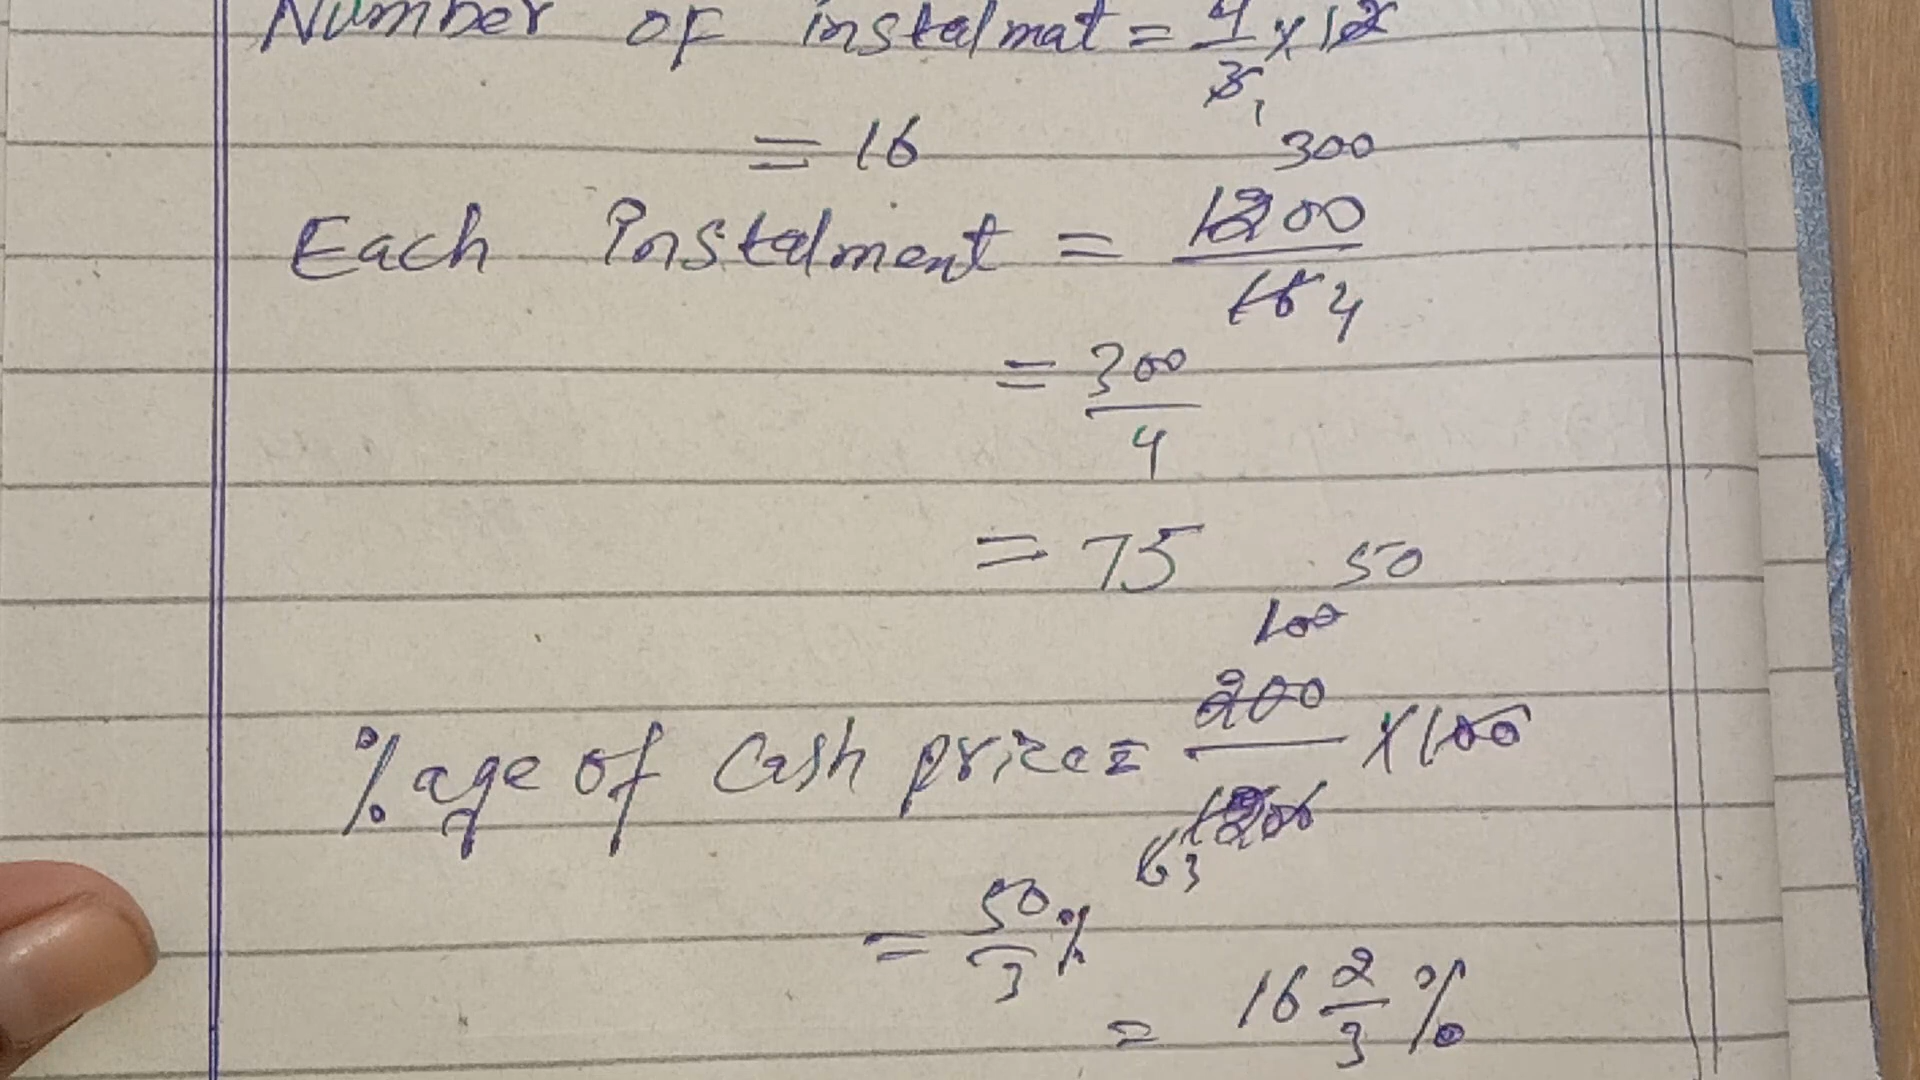 Number of instalmat = 4/3 x 12
1
= 16
300
Each Instalment = 1200/16
4
= 300/4
= 75
50
100
%age of Cash price = 200/1200 x 100
6 3
= 50/3 %
= 16 2/3 %